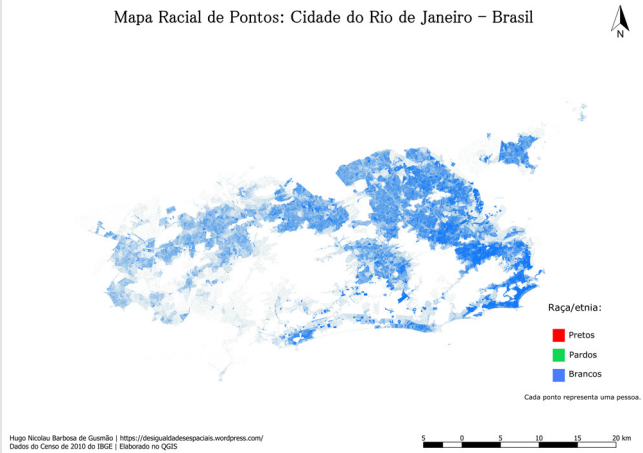 Mapa Racial de Pontos: Cidade do Rio de Janeiro - Brasil
N
Raça/etnia:
Pretos
Pardos
Brancos
Cada ponto representa uma pessoa.
Hugo Nicolau Barbosa de Gusmão | https://desigualdadesespaciais.wordpress.com/
Dados do Censo de 2010 do IBGE | Elaborado no QGIS
5 0 5 10 15 20 km